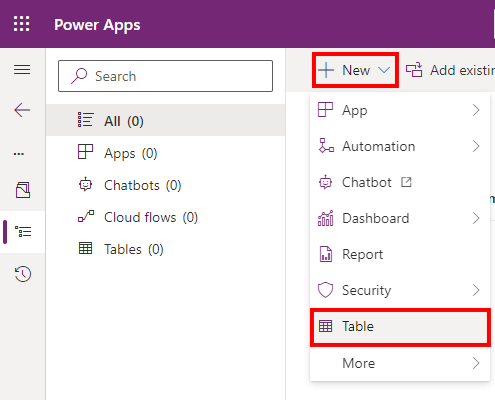 Power Apps
Search
New
Add existin
All (0)
Apps (0)
Chatbots (0)
Cloud flows (0)
Tables (0)
App
Automation
Chatbot
Dashboard
Report
Security
Table
More